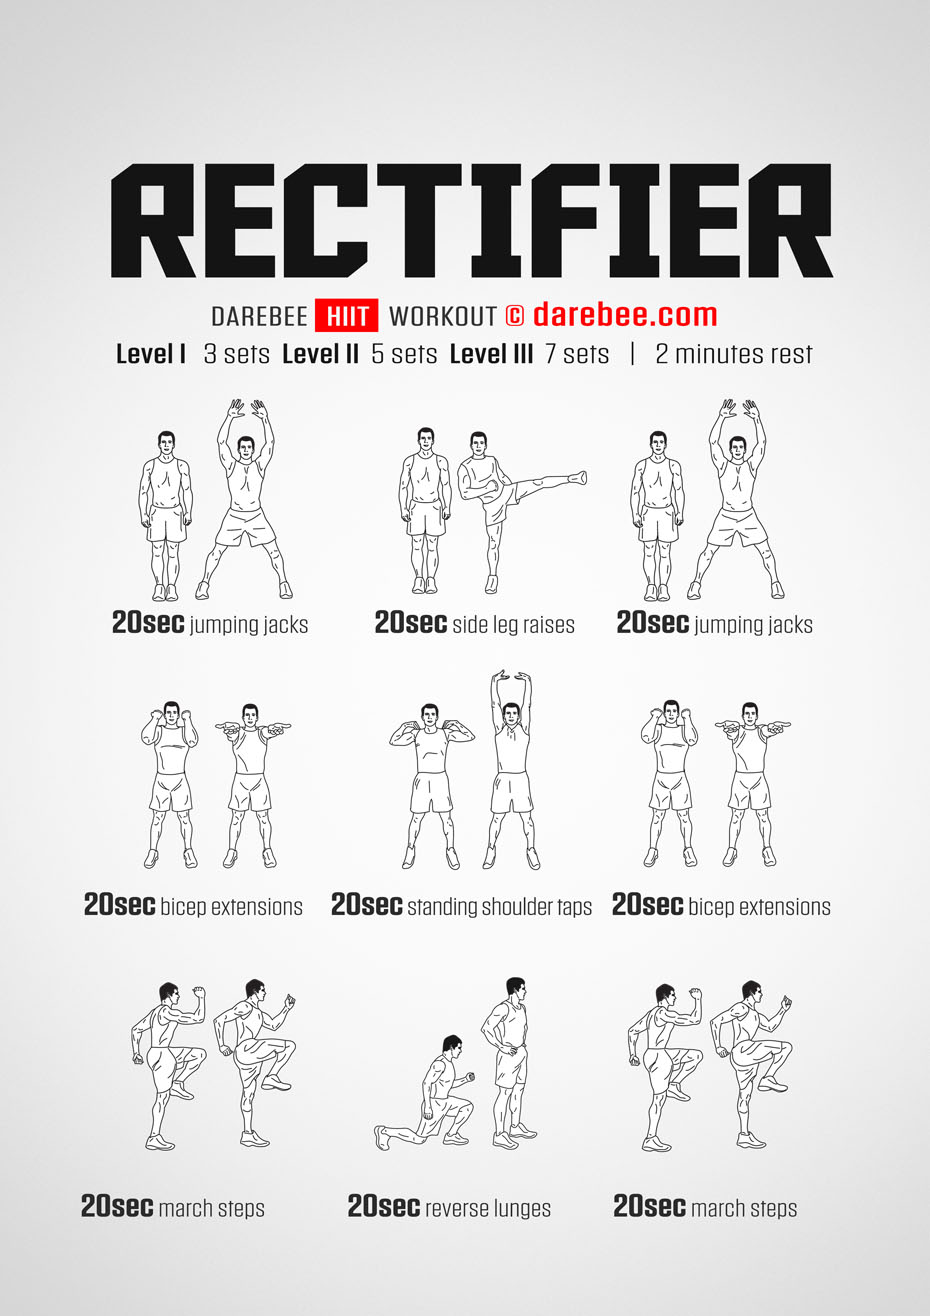 RECTIFIER
DAREBEE HIIT WORKOUT © darebee.com
Level I 3 sets Level II 5 sets Level III 7 sets | 2 minutes rest
20sec jumping jacks
20sec side leg raises
20sec jumping jacks
20sec bicep extensions
20sec standing shoulder taps
20sec bicep extensions
20sec march steps
20sec reverse lunges
20sec march steps